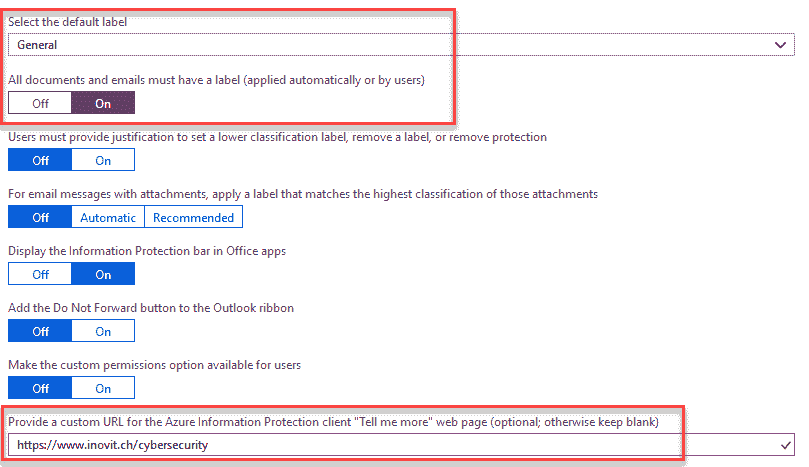 Select the default label
General
All documents and emails must have a label (applied automatically or by users)
Off On
Users must provide justification to set a lower classification label, remove a label, or remove protection
Off On
For email messages with attachments, apply a label that matches the highest classification of those attachments
Off Automatic Recommended
Display the Information Protection bar in Office apps
Off On
Add the Do Not Forward button to the Outlook ribbon
Off On
Make the custom permissions option available for users
Off On
Provide a custom URL for the Azure Information Protection client "Tell me more" web page (optional; otherwise keep blank)
https://www.inovit.ch/cybersecurity